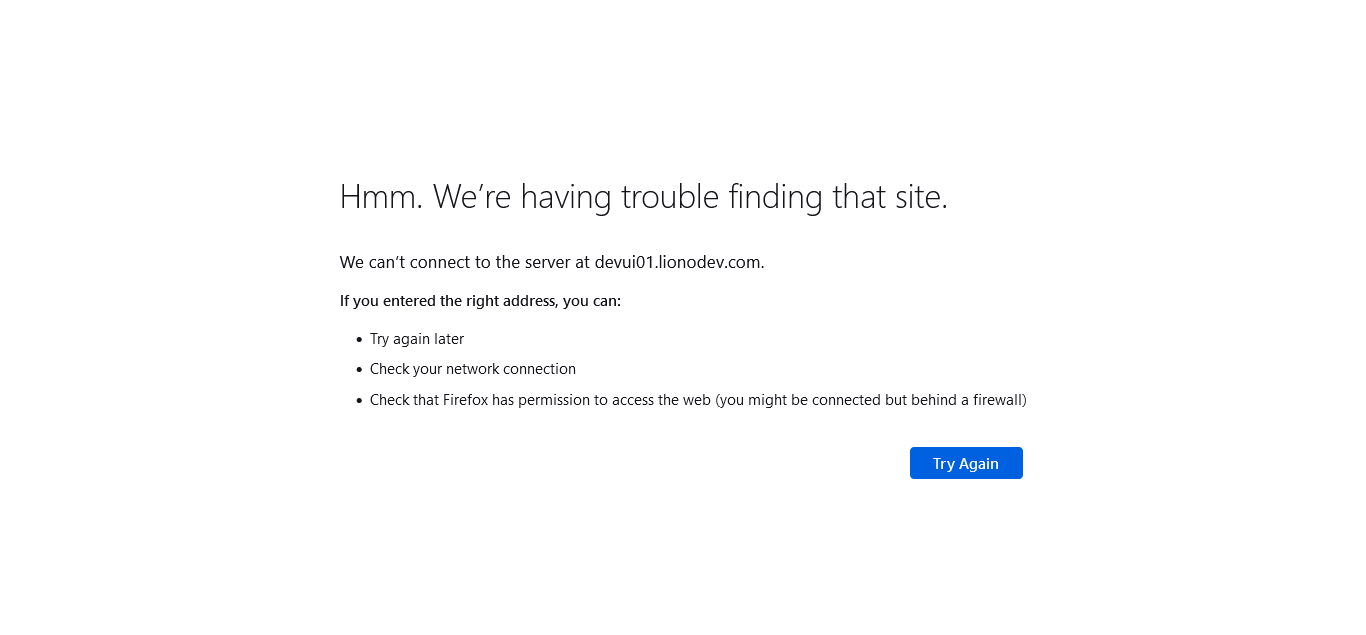 Hmm. We’re having trouble finding that site.
We can’t connect to the server at devui01.lionodev.com.
If you entered the right address, you can:
• Try again later
• Check your network connection
• Check that Firefox has permission to access the web (you might be connected but behind a firewall)
Try Again